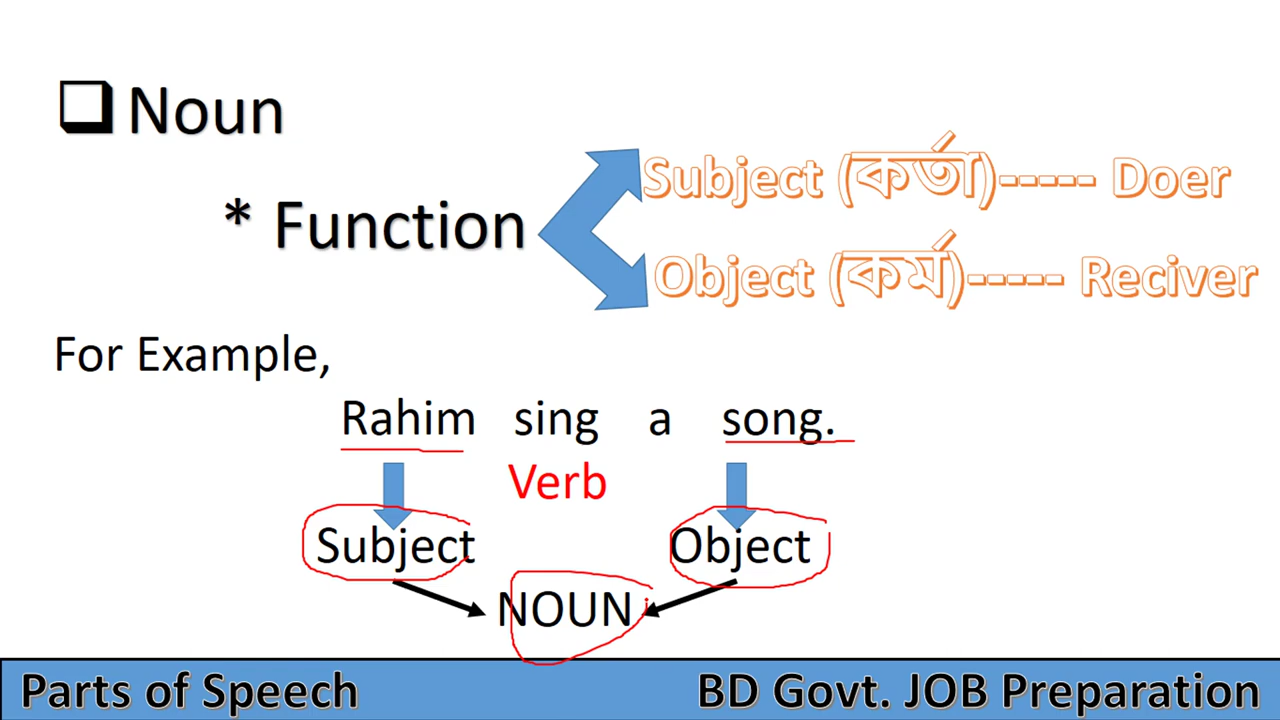 Noun
* Function
Subject (কর্তা)----- Doer
Object (কর্ম)----- Reciver
For Example,
Rahim sing a song.
Verb
Subject Object
NOUN
Parts of Speech BD Govt. JOB Preparation